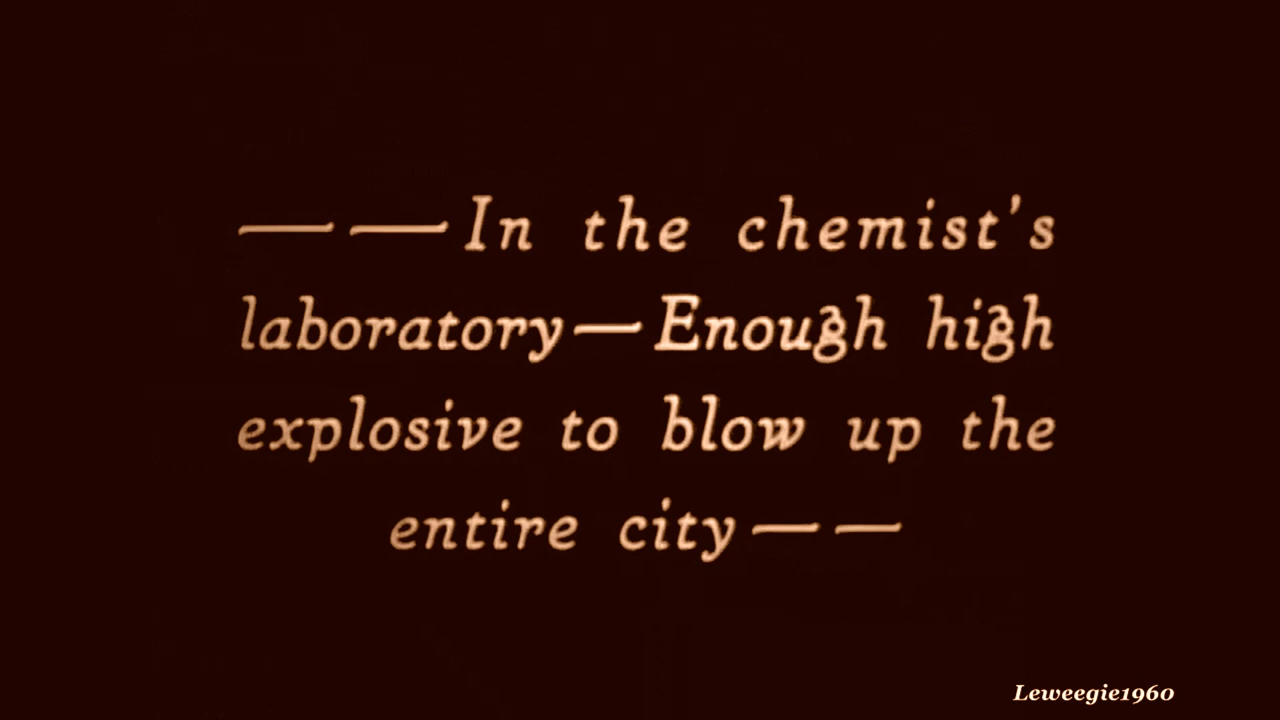 — — In the chemist's
laboratory — Enough high
explosive to blow up the
entire city — —
Leweegie1960